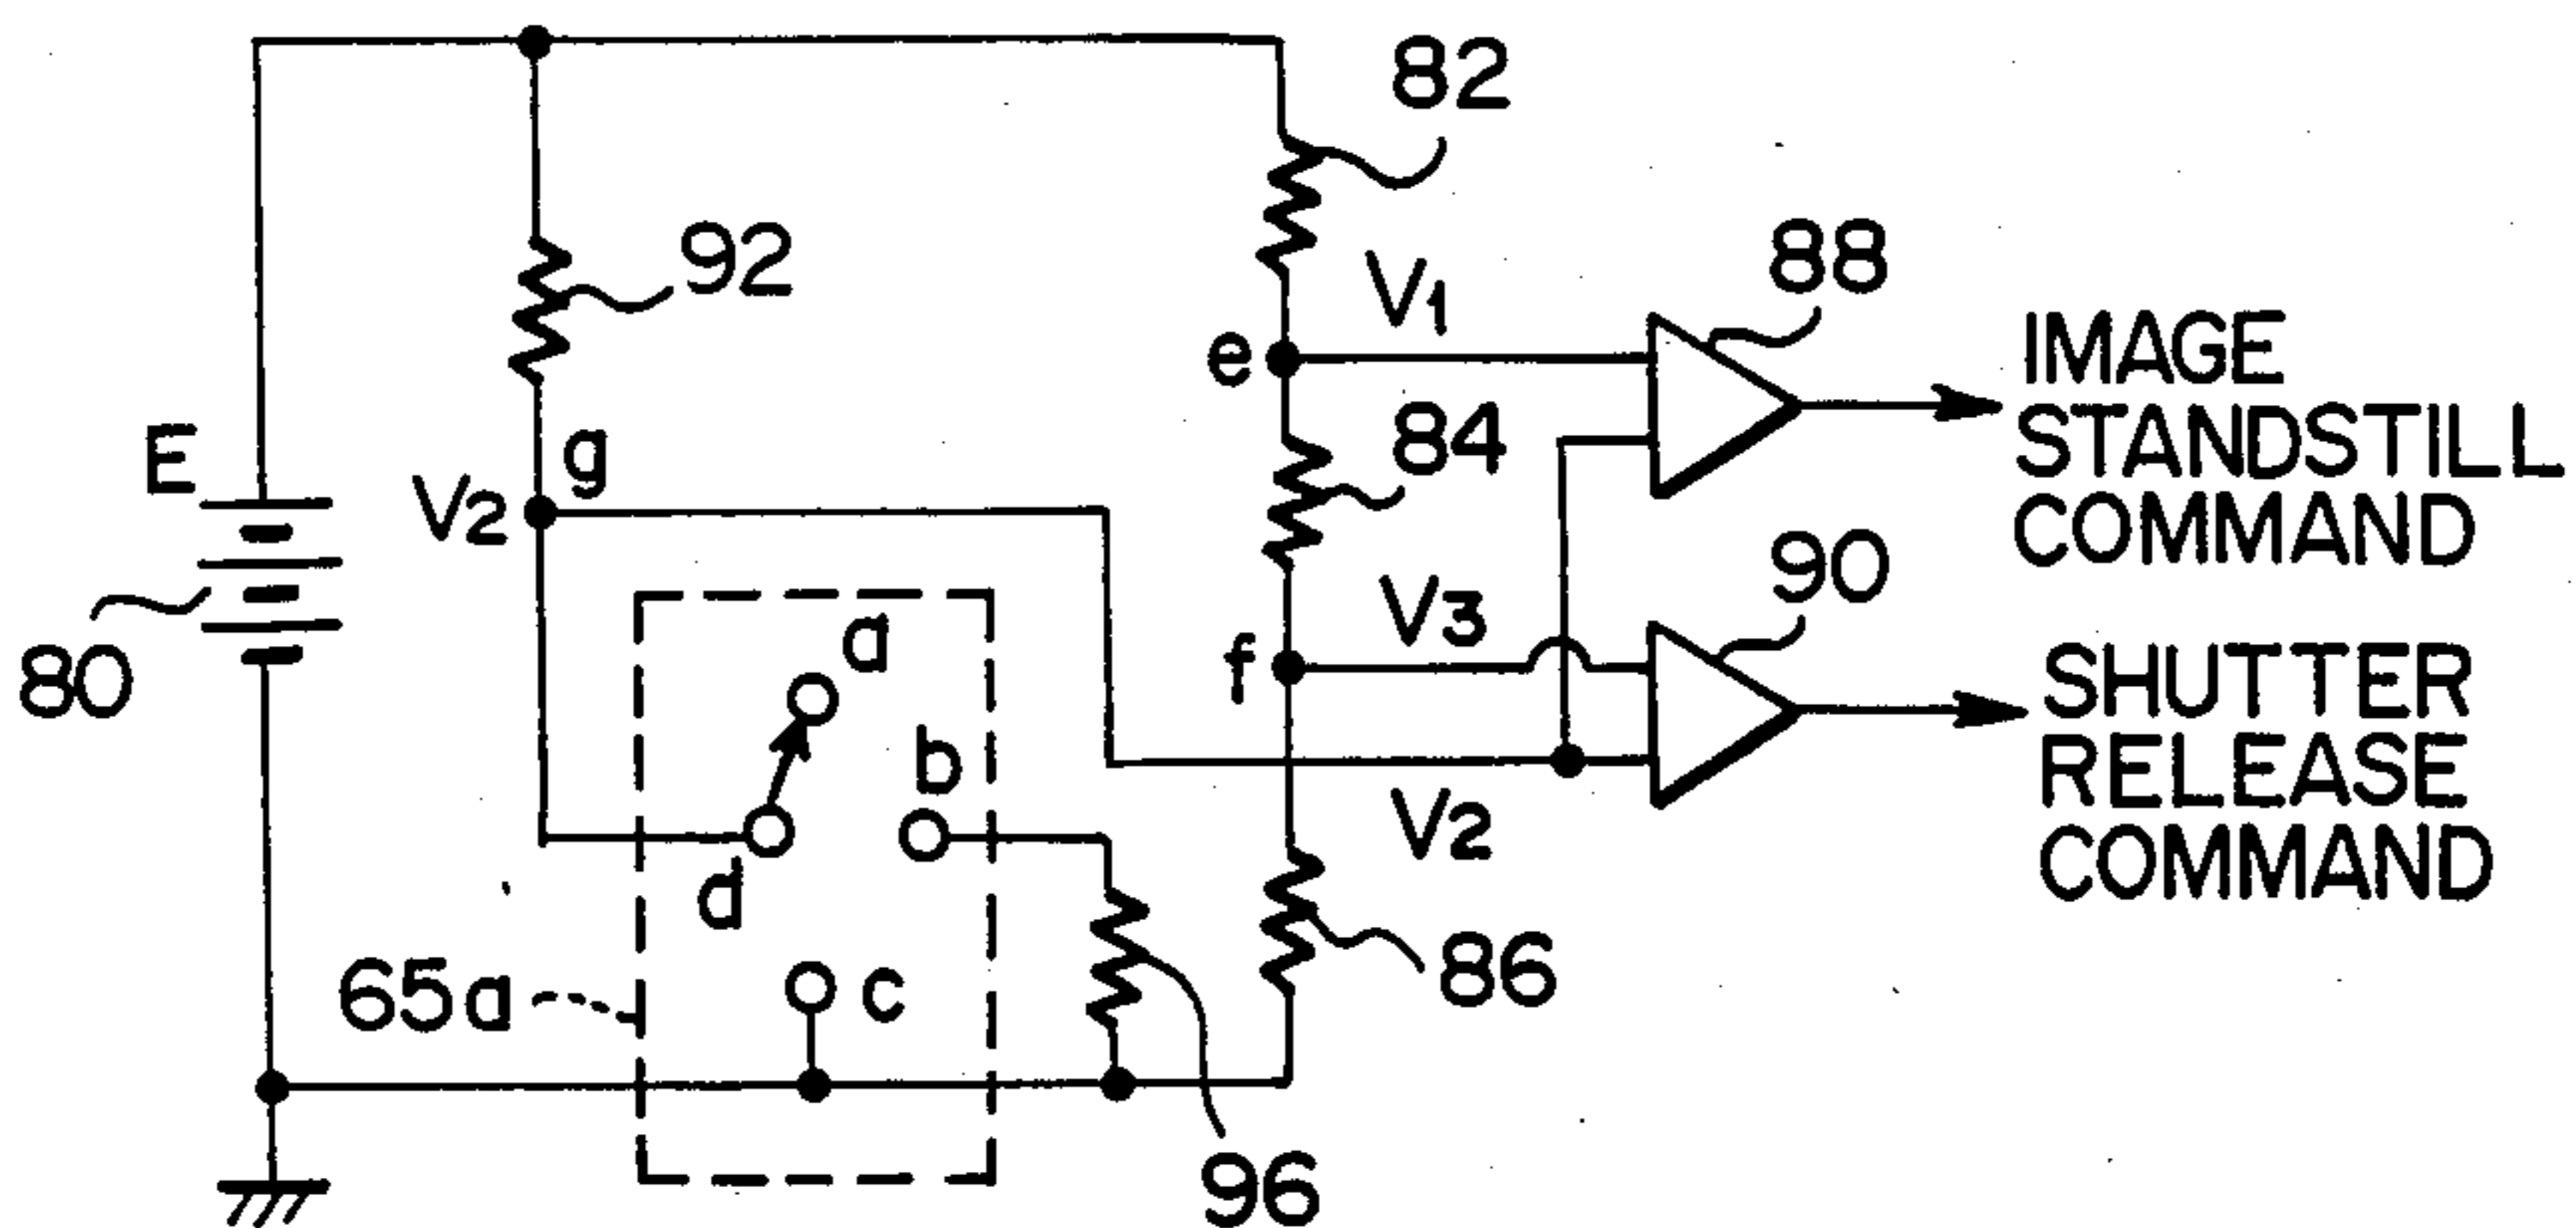 82
92
88
V1
IMAGE
STANDSTILL
COMMAND
e
84
E
g
V2
90
V3
a
f
SHUTTER
RELEASE
COMMAND
80
b
V2
d
86
65a
c
96